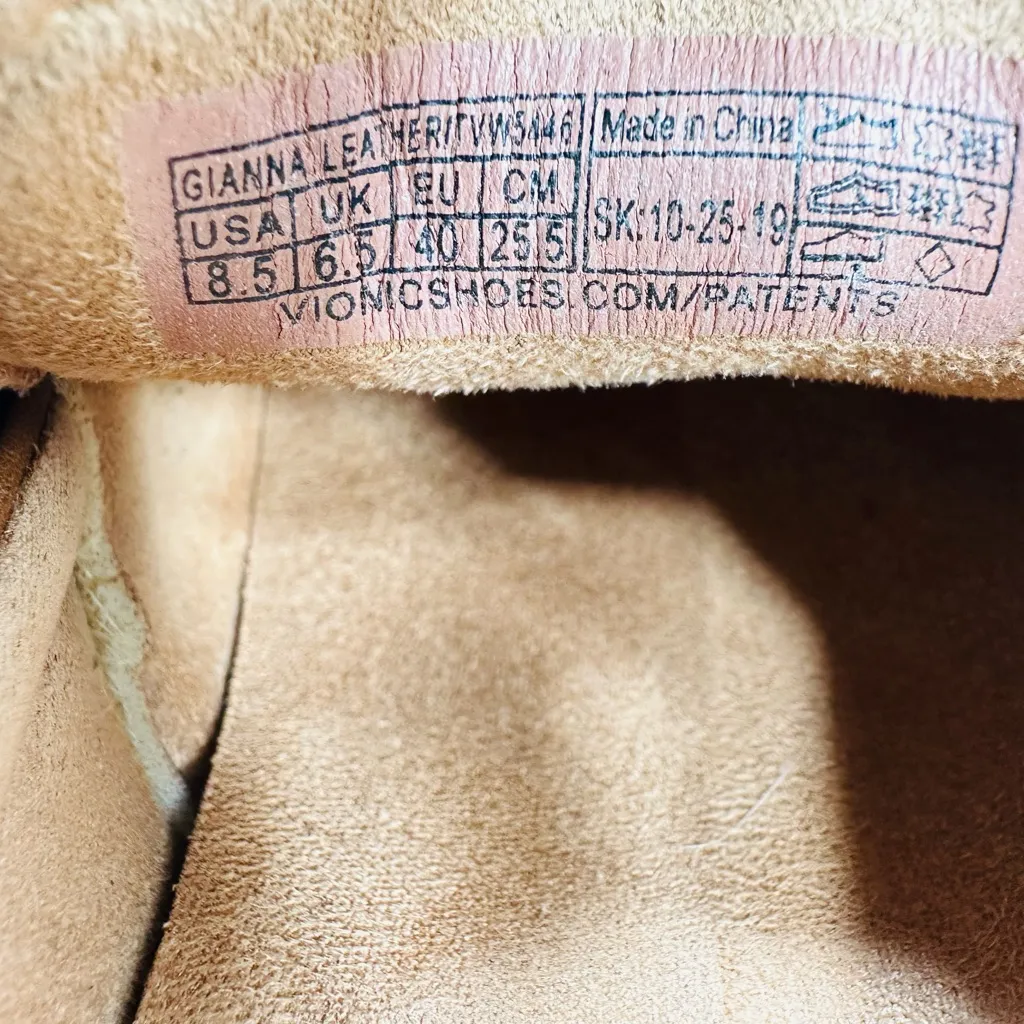 GIANNA LEATHER/TVW5446 Made in China
USA UK EU CM SK:10-25-19
8.5 6.5 40 25.5
VIONICSHOES.COM/PATENTS